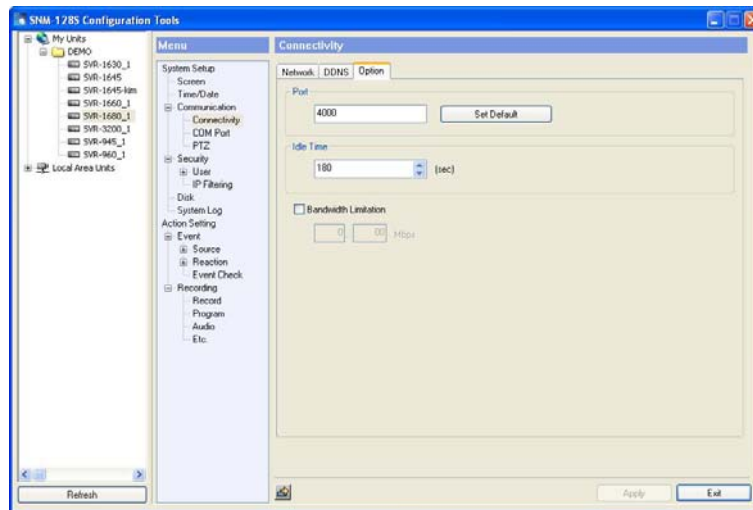 SNM-128S Configuration Tools
My Units
DEMO
SVR-1630_1
SVR-1645
SVR-1645-kim
SVR-1660_1
SVR-1680_1
SVR-3200_1
SVR-945_1
SVR-960_1
Local Area Units
Refresh
Menu
System Setup
Screen
Time/Date
Communication
Connectivity
COM Port
PTZ
Security
User
IP Filtering
Disk
System Log
Action Setting
Event
Source
Reaction
Event Check
Recording
Record
Program
Audio
Etc.
Connectivity
Network DDNS Option
Port
4000 Set Default
Idle Time
180 (sec)
Bandwidth Limitation
0 00 Mbps
Apply Exit